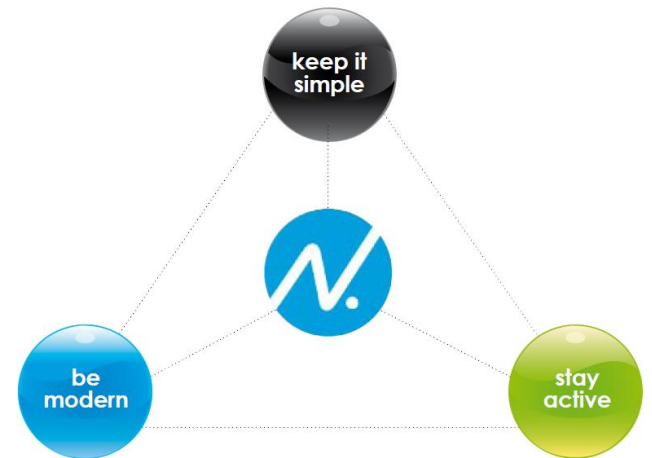 keep it
simple
N.
be
modern
stay
active